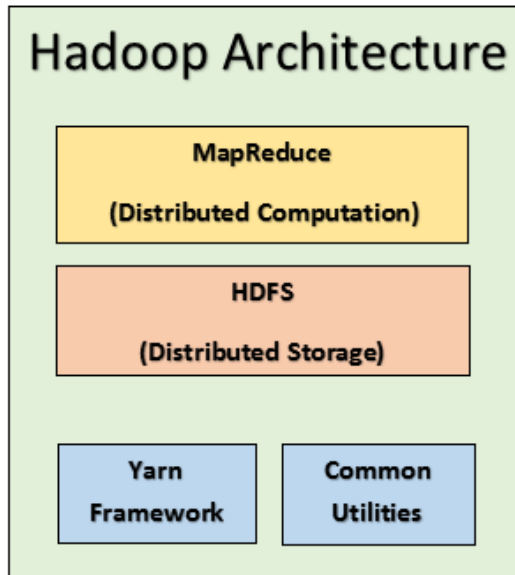 Hadoop Architecture
MapReduce
(Distributed Computation)
HDFS
(Distributed Storage)
Yarn
Framework
Common
Utilities